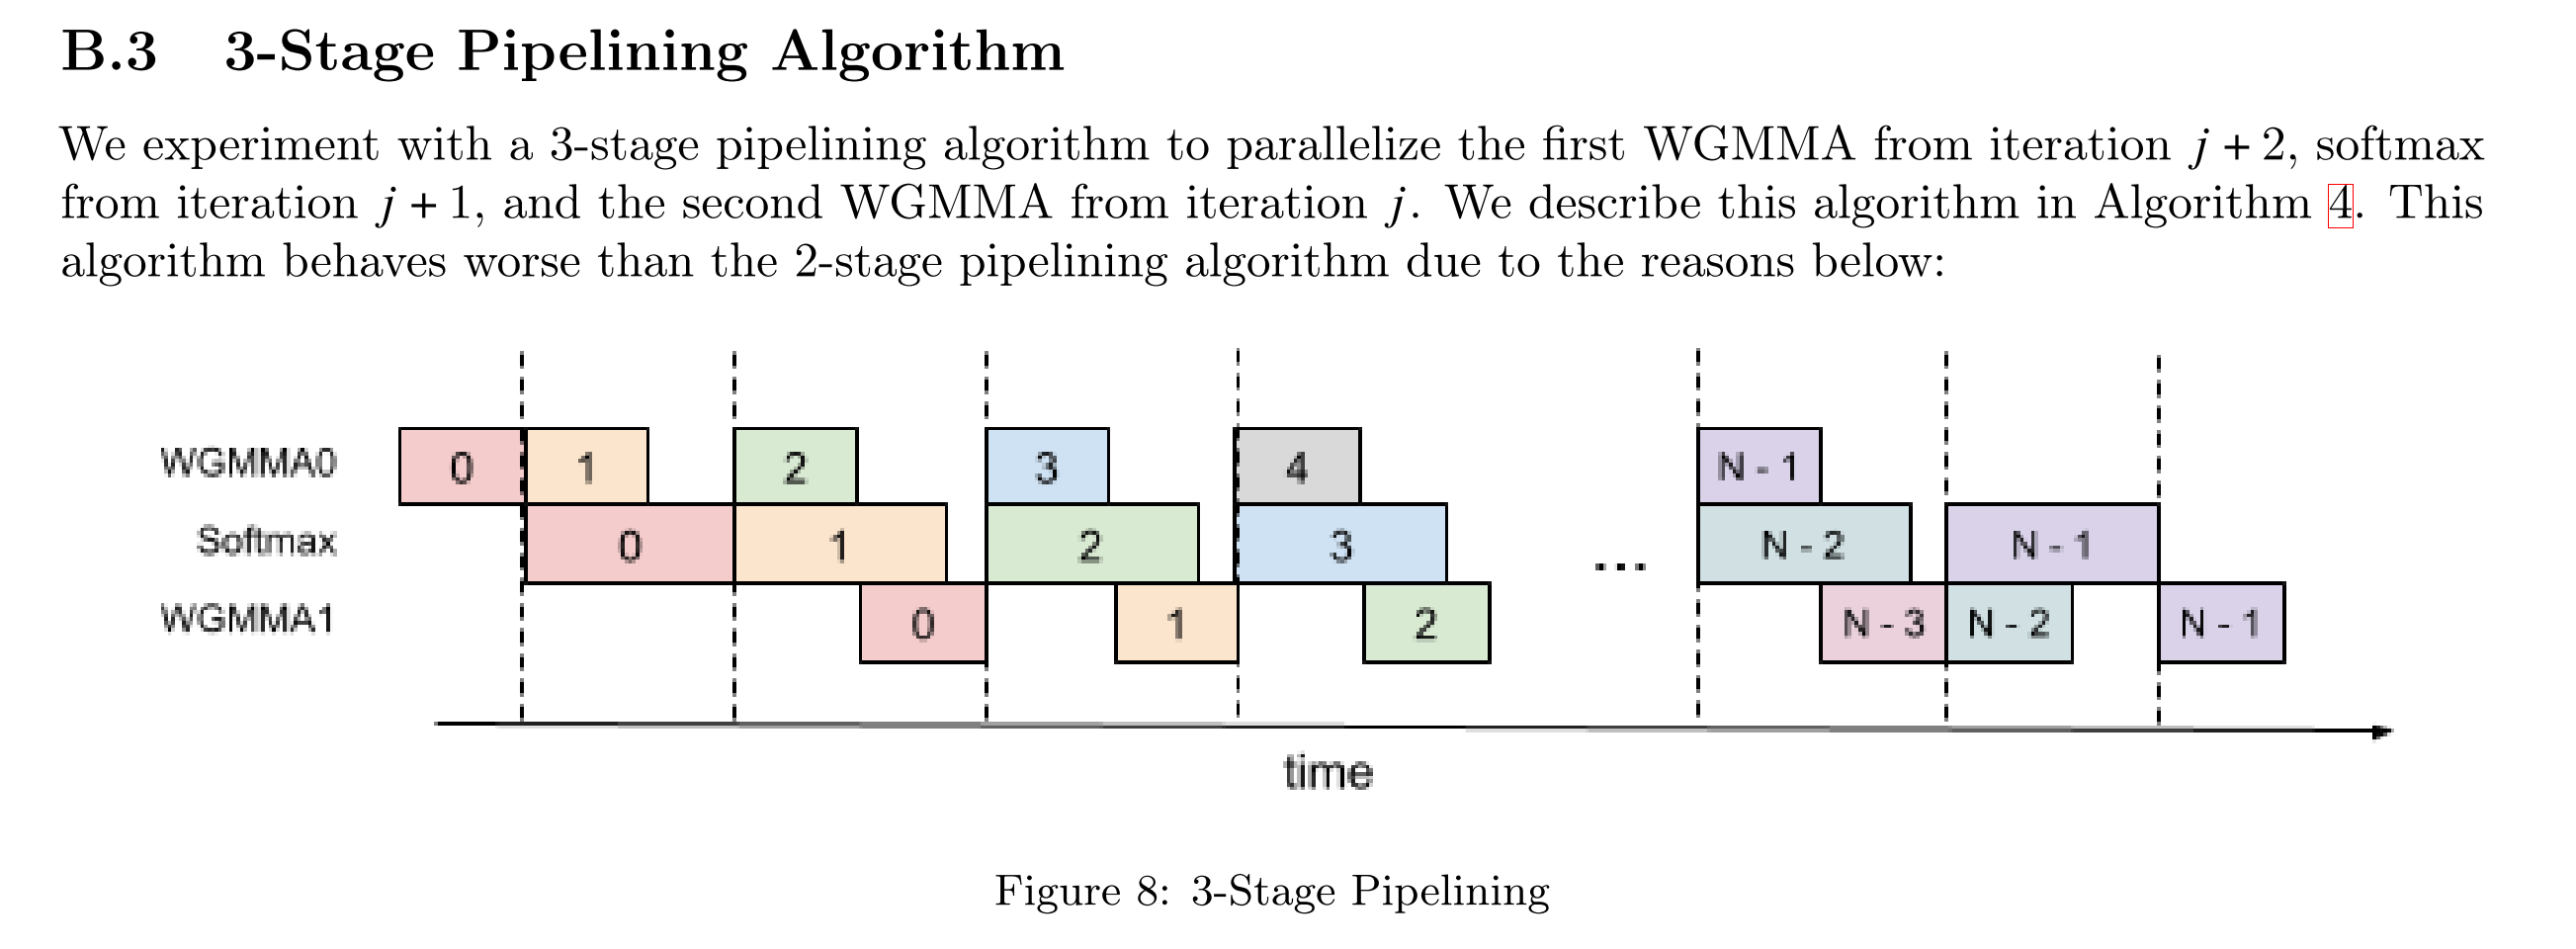 B.3 3-Stage Pipelining Algorithm
We experiment with a 3-stage pipelining algorithm to parallelize the first WGMMA from iteration j + 2, softmax
from iteration j + 1, and the second WGMMA from iteration j. We describe this algorithm in Algorithm 4. This
algorithm behaves worse than the 2-stage pipelining algorithm due to the reasons below:
WGMMA0 0 1 2 3 4 N - 1
Softmax 0 1 2 3 ... N - 2 N - 1
WGMMA1 0 1 2 N - 3 N - 2 N - 1
time
Figure 8: 3-Stage Pipelining